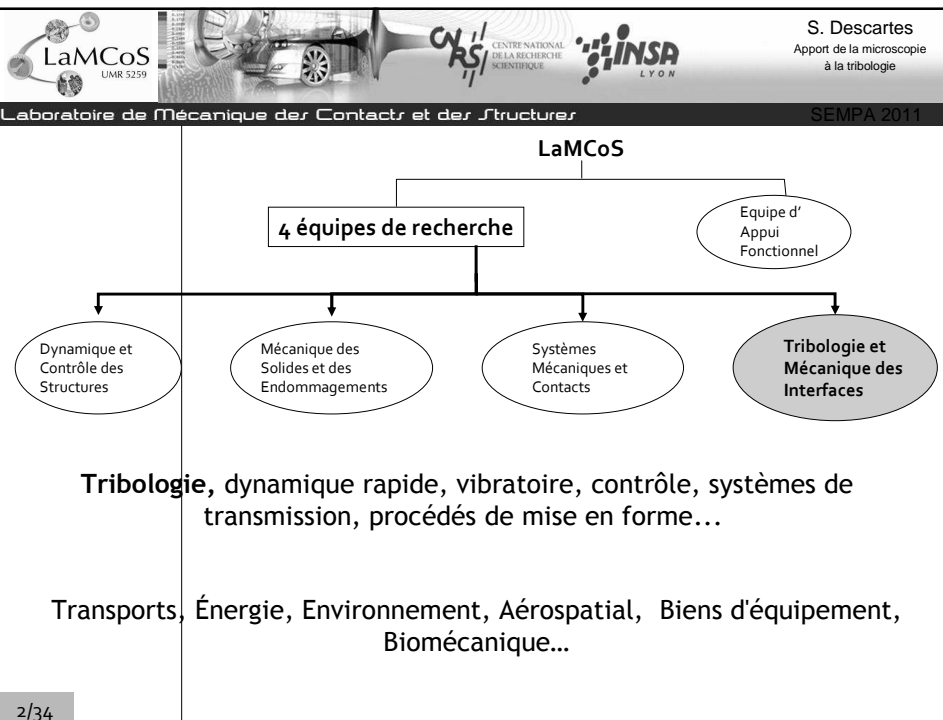 LaMCoS
UMR 5259
CNRS
CENTRE NATIONAL
DE LA RECHERCHE
SCIENTIFIQUE
INSA
LYON
S. Descartes
Apport de la microscopie
à la tribologie
Laboratoire de Mécanique des Contacts et des Structures
SEMPA 2011
LaMCoS
4 équipes de recherche
Equipe d’
Appui
Fonctionnel
Dynamique et
Contrôle des
Structures
Mécanique des
Solides et des
Endommagements
Systèmes
Mécaniques et
Contacts
Tribologie et
Mécanique des
Interfaces
Tribologie, dynamique rapide, vibratoire, contrôle, systèmes de
transmission, procédés de mise en forme...
Transports, Énergie, Environnement, Aérospatial, Biens d'équipement,
Biomécanique…
2/34